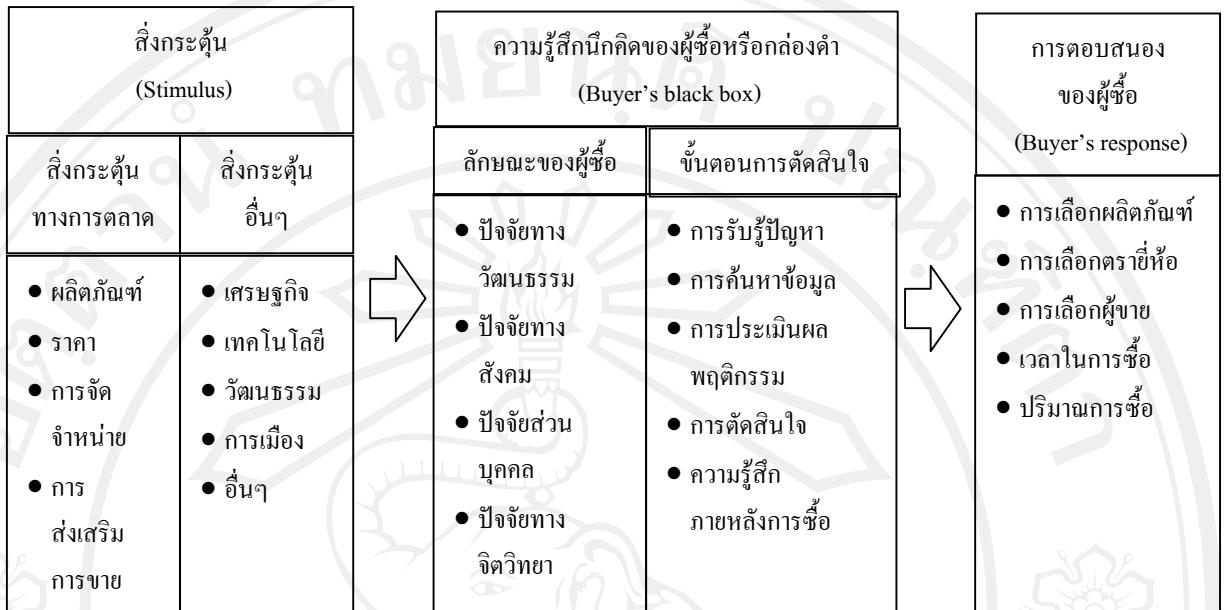 สิ่งกระตุ้น
(Stimulus)
สิ่งกระตุ้น
ทางการตลาด
สิ่งกระตุ้น
อื่นๆ
● ผลิตภัณฑ์
● ราคา
● การจัด
จำหน่าย
● การ
ส่งเสริม
การขาย
● เศรษฐกิจ
● เทคโนโลยี
● วัฒนธรรม
● การเมือง
● อื่นๆ
ความรู้สึกนึกคิดของผู้ซื้อหรือกล่องดำ
(Buyer's black box)
ลักษณะของผู้ซื้อ
● ปัจจัยทาง
วัฒนธรรม
● ปัจจัยทาง
สังคม
● ปัจจัยส่วน
บุคคล
● ปัจจัยทาง
จิตวิทยา
ขั้นตอนการตัดสินใจ
● การรับรู้ปัญหา
● การค้นหาข้อมูล
● การประเมินผล
พฤติกรรม
● การตัดสินใจ
● ความรู้สึก
ภายหลังการซื้อ
การตอบสนอง
ของผู้ซื้อ
(Buyer's response)
● การเลือกผลิตภัณฑ์
● การเลือกตรายี่ห้อ
● การเลือกผู้ขาย
● เวลาในการซื้อ
● ปริมาณการซื้อ